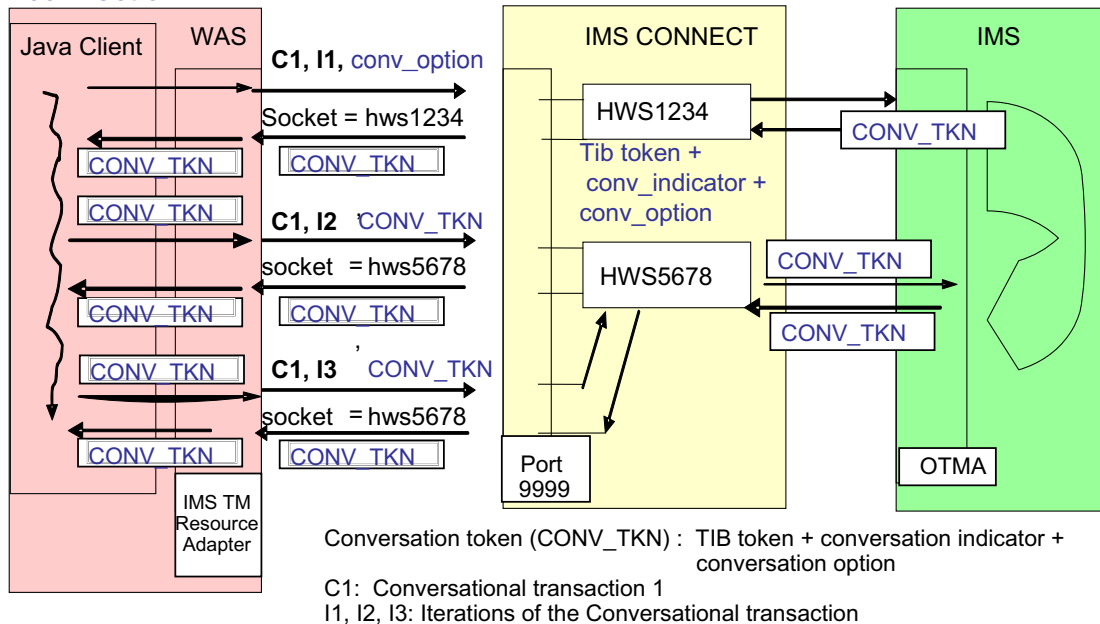 Java Client
WAS
IMS CONNECT
IMS
C1, I1, conv_option
Socket = hws1234
CONV_TKN
CONV_TKN
HWS1234
CONV_TKN
Tib token +
conv_indicator +
conv_option
CONV_TKN
C1, I2 , CONV_TKN
socket = hws5678
CONV_TKN
CONV_TKN
HWS5678
CONV_TKN
CONV_TKN
,
CONV_TKN
C1, I3 CONV_TKN
socket = hws5678
CONV_TKN
CONV_TKN
Port
9999
OTMA
IMS TM
Resource
Adapter
Conversation token (CONV_TKN) : TIB token + conversation indicator +
conversation option
C1: Conversational transaction 1
I1, I2, I3: Iterations of the Conversational transaction